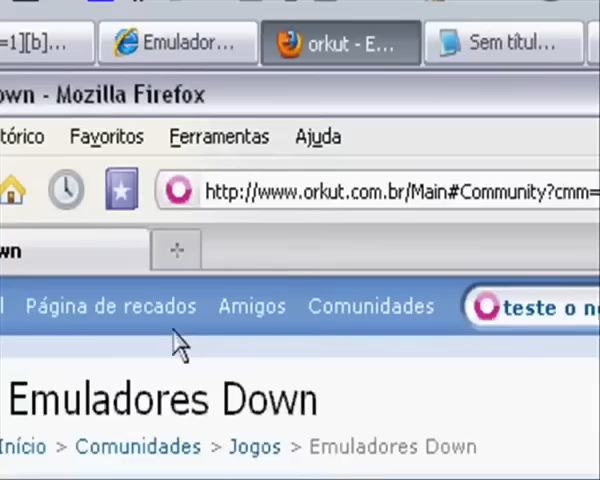 =1][b]... Emulador... orkut - E... Sem títul...
own - Mozilla Firefox
tórico Favoritos Ferramentas Ajuda
http://www.orkut.com.br/Main#Community?cmm=
wn
l Página de recados Amigos Comunidades teste o n
Emuladores Down
Início > Comunidades > Jogos > Emuladores Down